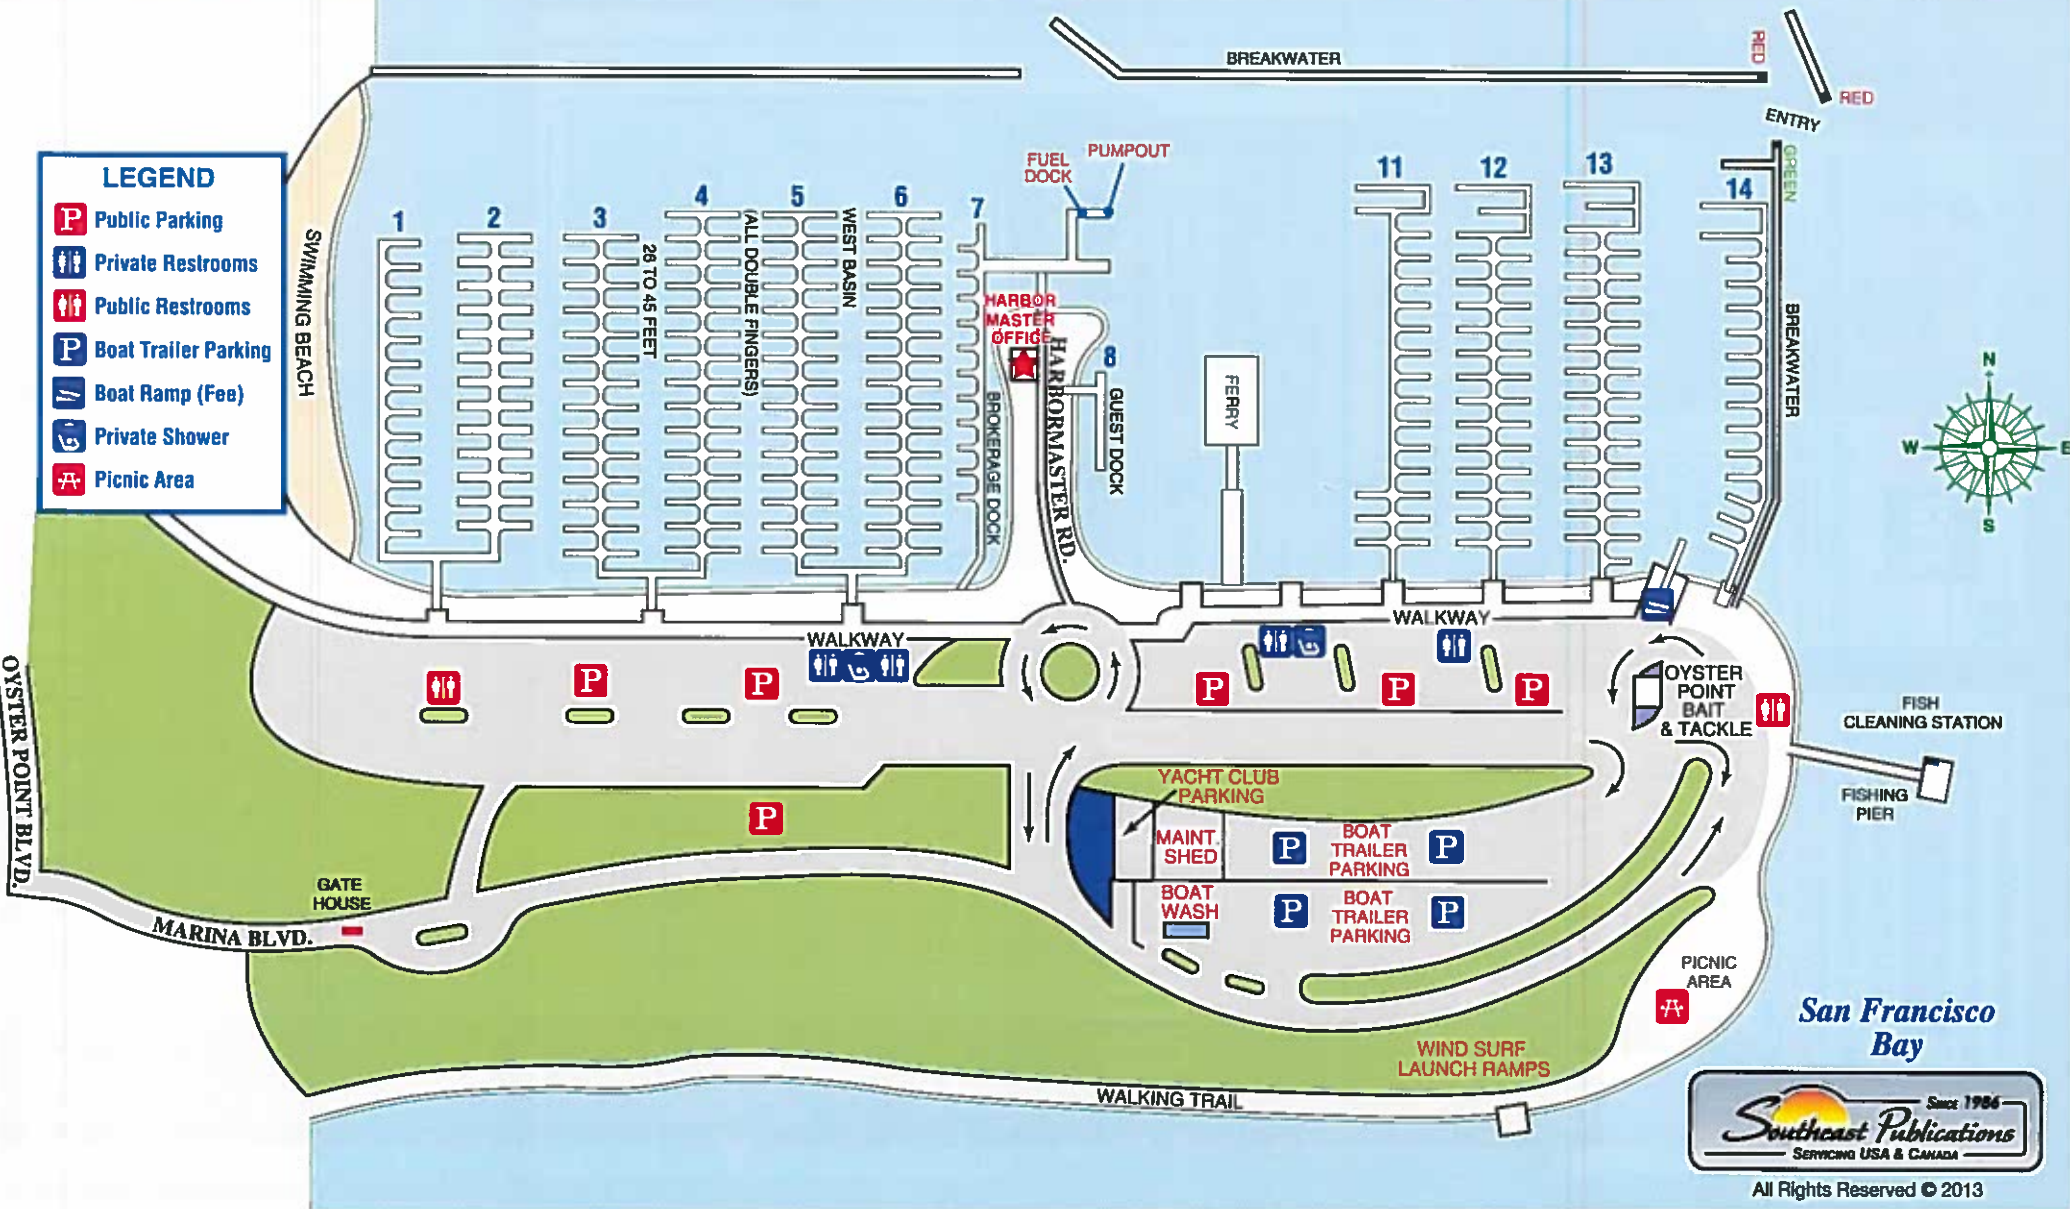 BREAKWATER
RED
RED
ENTRY
GREEN
BREAKWATER
LEGEND
P Public Parking
Private Restrooms
Public Restrooms
P Boat Trailer Parking
Boat Ramp (Fee)
Private Shower
Picnic Area
SWIMMING BEACH
1
2
3
4
5
6
7
8
11
12
13
14
26 TO 45 FEET
(ALL DOUBLE FINGERS)
WEST BASIN
FUEL
DOCK
PUMPOUT
HARBOR
MASTER
OFFICE
HARBORMASTER RD.
BROKERAGE DOCK
GUEST DOCK
FERRY
N
W
E
S
WALKWAY
WALKWAY
P
P
P
P
P
P
OYSTER
POINT
BAIT
& TACKLE
FISH
CLEANING STATION
FISHING
PIER
OYSTER POINT BLVD.
MARINA BLVD.
GATE
HOUSE
YACHT CLUB
PARKING
MAINT.
SHED
P
BOAT
TRAILER
PARKING
P
BOAT
WASH
P
BOAT
TRAILER
PARKING
P
PICNIC
AREA
WIND SURF
LAUNCH RAMPS
WALKING TRAIL
San Francisco
Bay
Since 1986
Southeast Publications
Servicing USA & Canada
All Rights Reserved © 2013